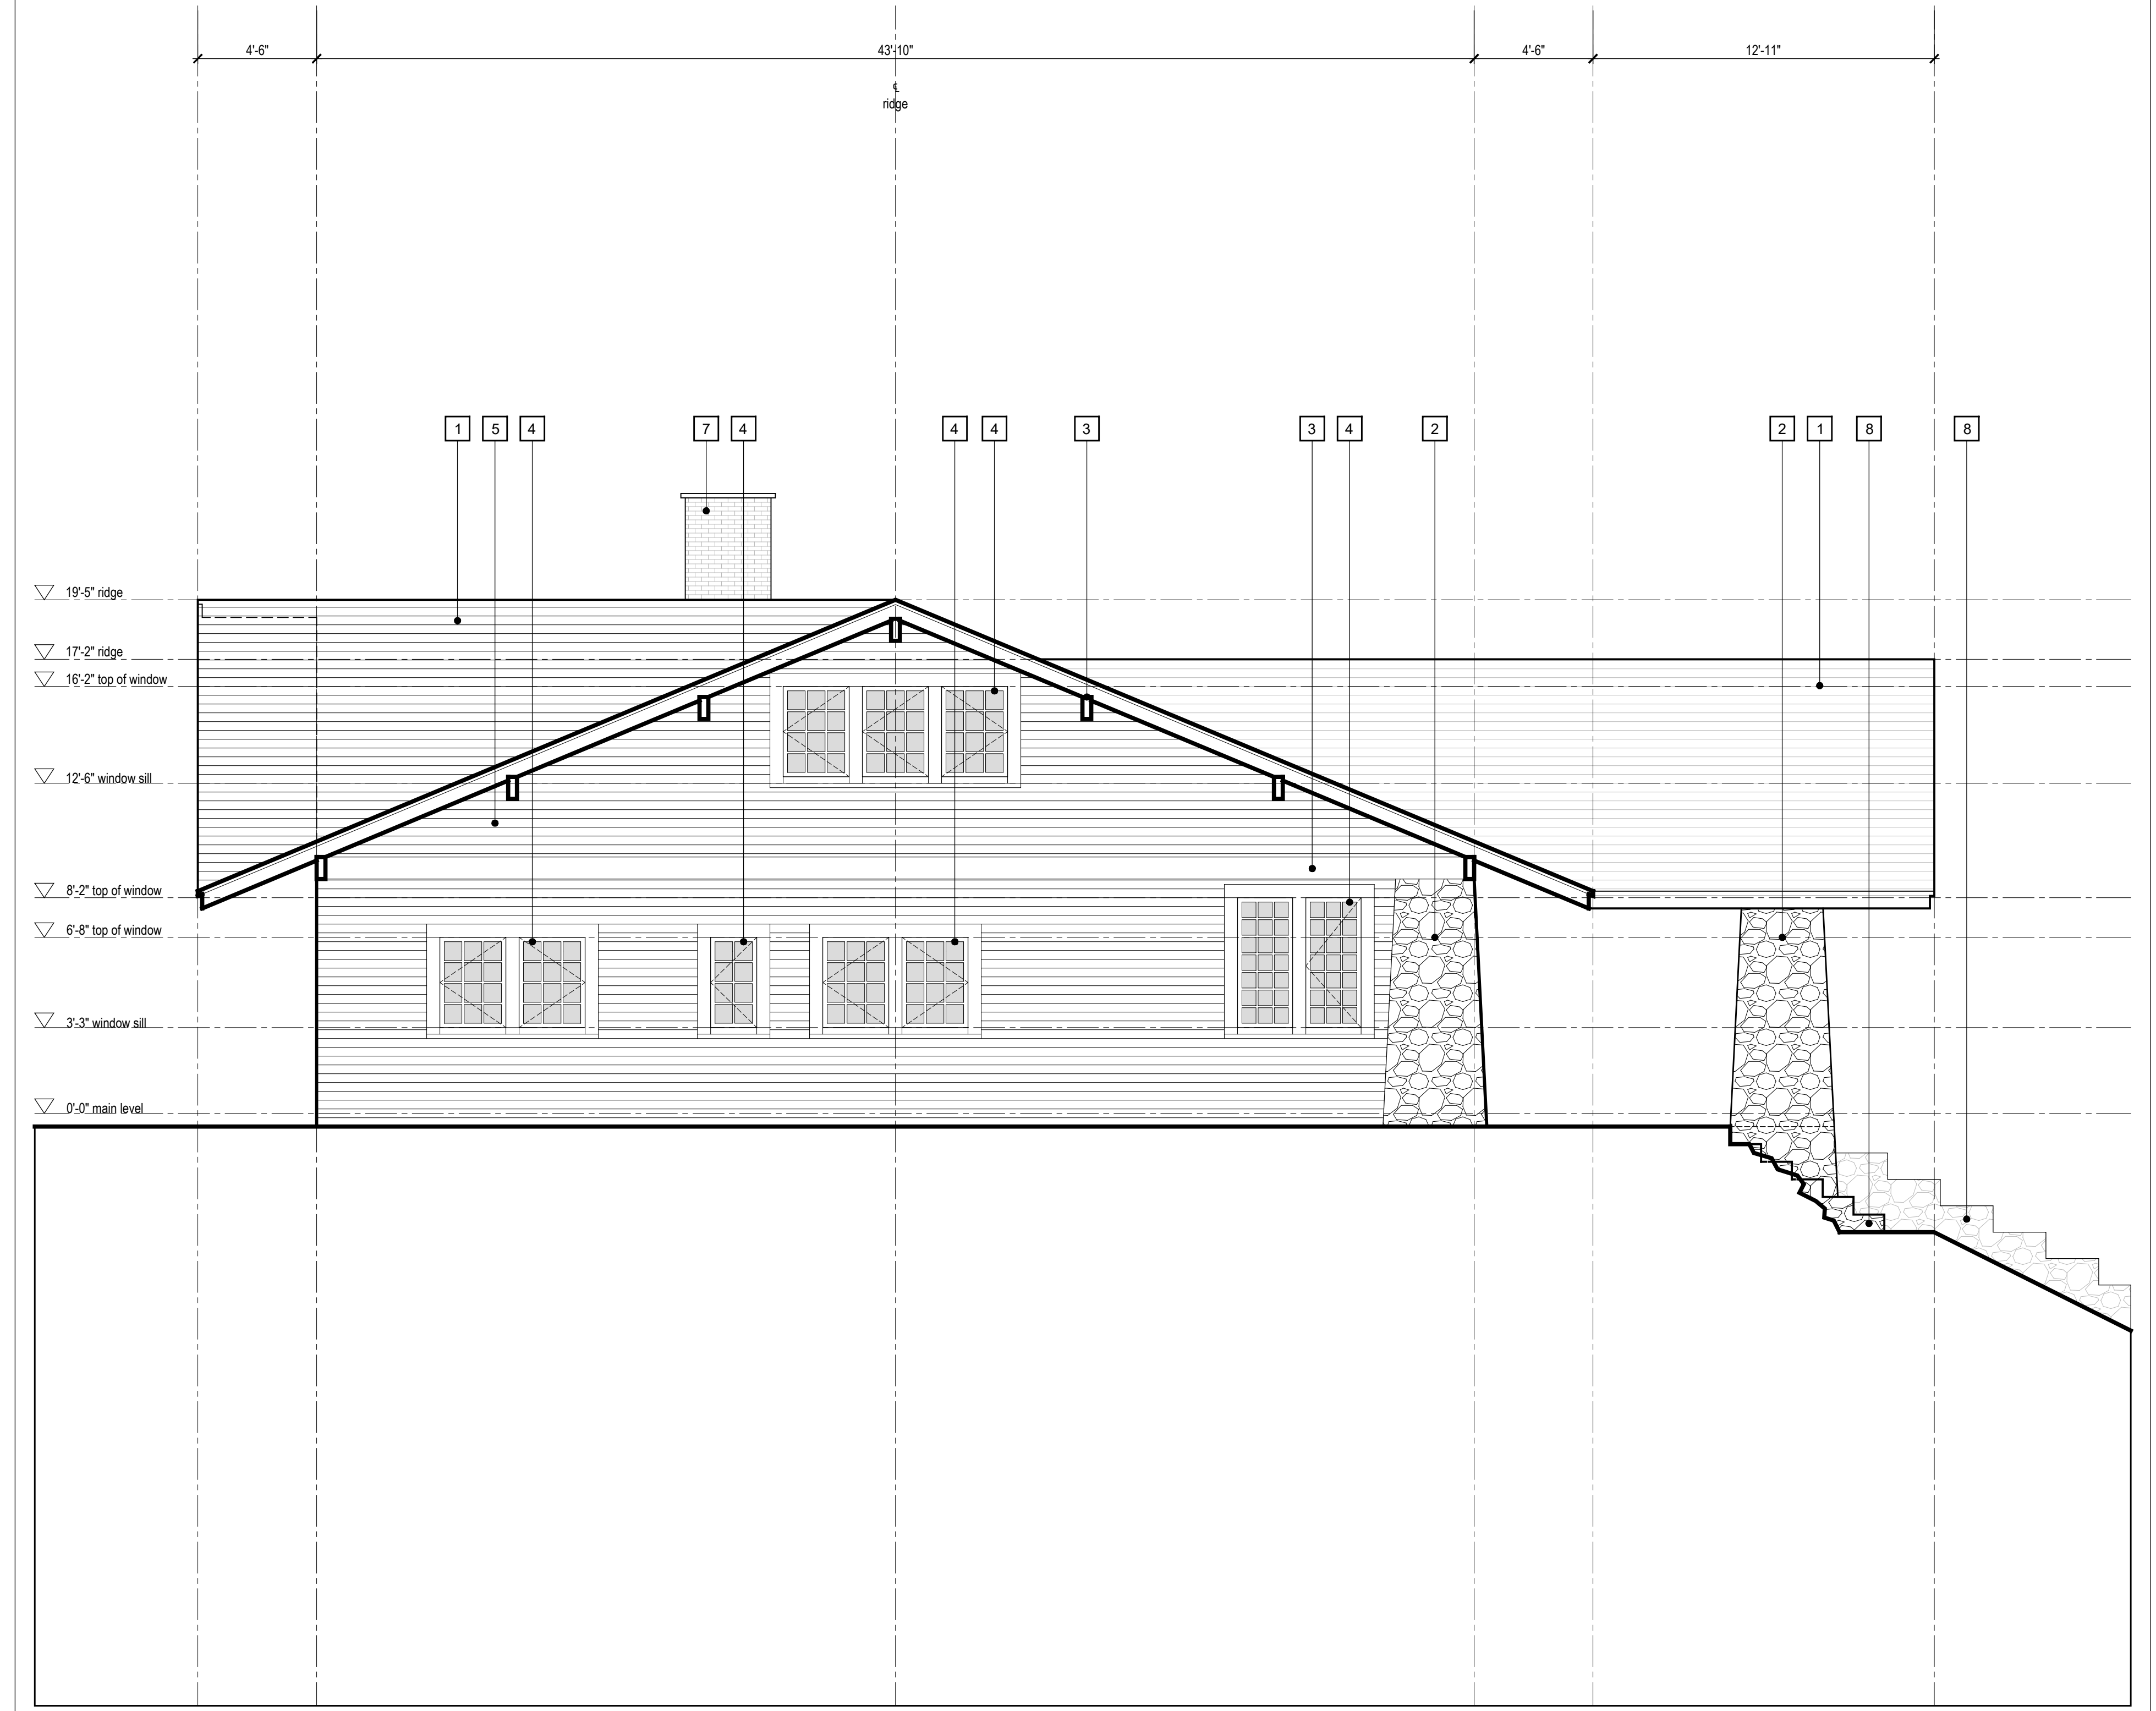 4'-6" 43'-10" 4'-6" 12'-11"
℄
ridge
1 5 4 7 4 4 4 3 3 4 2 2 1 8 8
19'-5" ridge
17'-2" ridge
16'-2" top of window
12'-6" window sill
8'-2" top of window
6'-8" top of window
3'-3" window sill
0'-0" main level